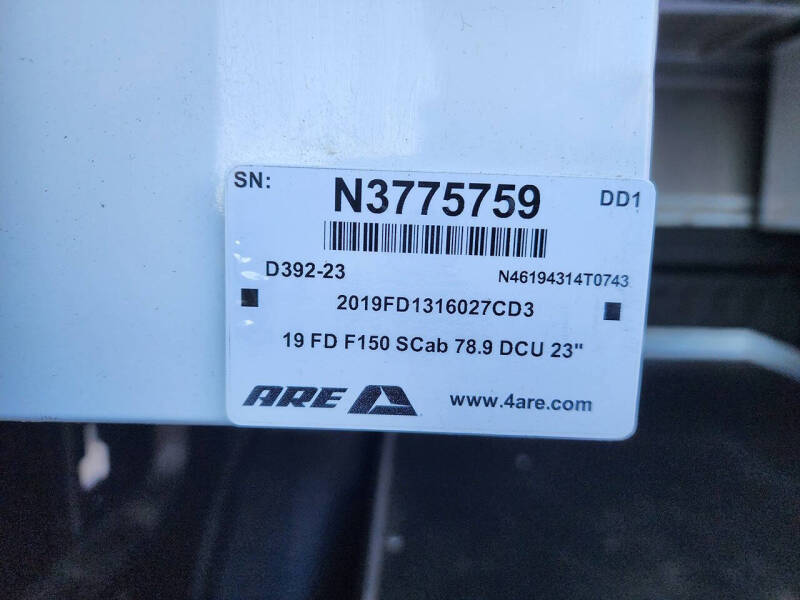 SN: N3775759 DD1
D392-23 N46194314T0743
2019FD1316027CD3
19 FD F150 SCab 78.9 DCU 23"
ARE www.4are.com